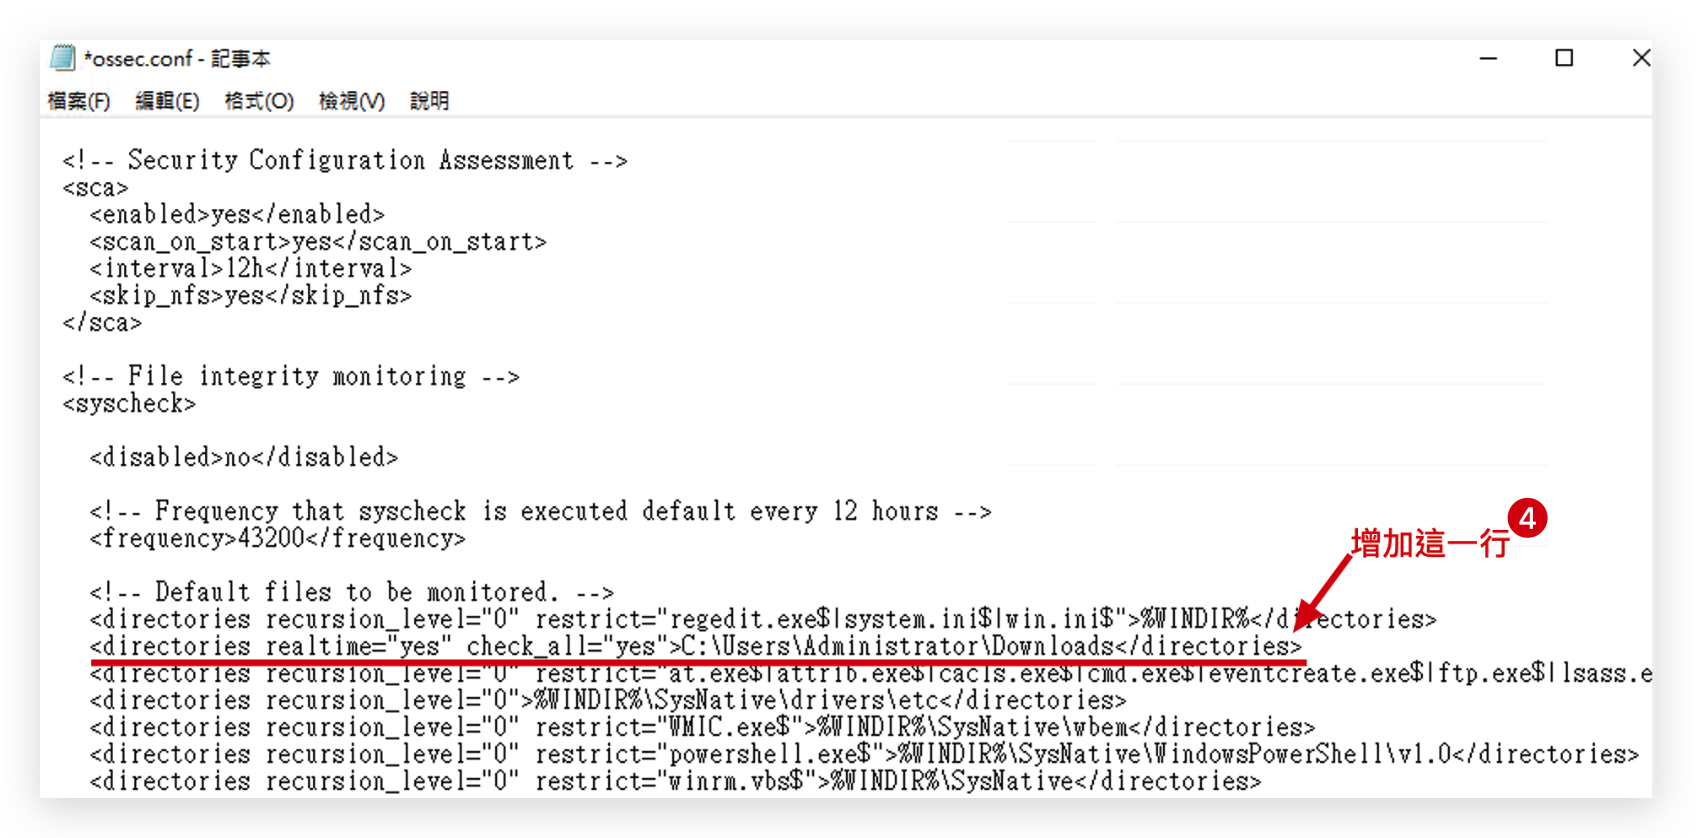 *ossec.conf - 記事本
檔案(F) 編輯(E) 格式(O) 檢視(V) 說明
<!-- Security Configuration Assessment -->
<sca>
<enabled>yes</enabled>
<scan_on_start>yes</scan_on_start>
<interval>12h</interval>
<skip_nfs>yes</skip_nfs>
</sca>
<!-- File integrity monitoring -->
<syscheck>
<disabled>no</disabled>
<!-- Frequency that syscheck is executed default every 12 hours -->
<frequency>43200</frequency>
增加這一行 4
<!-- Default files to be monitored. -->
<directories recursion_level="0" restrict="regedit.exe$|system.ini$|win.ini$">%WINDIR%</directories>
<directories realtime="yes" check_all="yes">C:\Users\Administrator\Downloads</directories>
<directories recursion_level="0" restrict="at.exe$|attrib.exe$|cacls.exe$|cmd.exe$|eventcreate.exe$|ftp.exe$|lsass.e
<directories recursion_level="0">%WINDIR%\SysNative\drivers\etc</directories>
<directories recursion_level="0" restrict="WMIC.exe$">%WINDIR%\SysNative\wbem</directories>
<directories recursion_level="0" restrict="powershell.exe$">%WINDIR%\SysNative\WindowsPowerShell\v1.0</directories>
<directories recursion_level="0" restrict="winrm.vbs$">%WINDIR%\SysNative</directories>